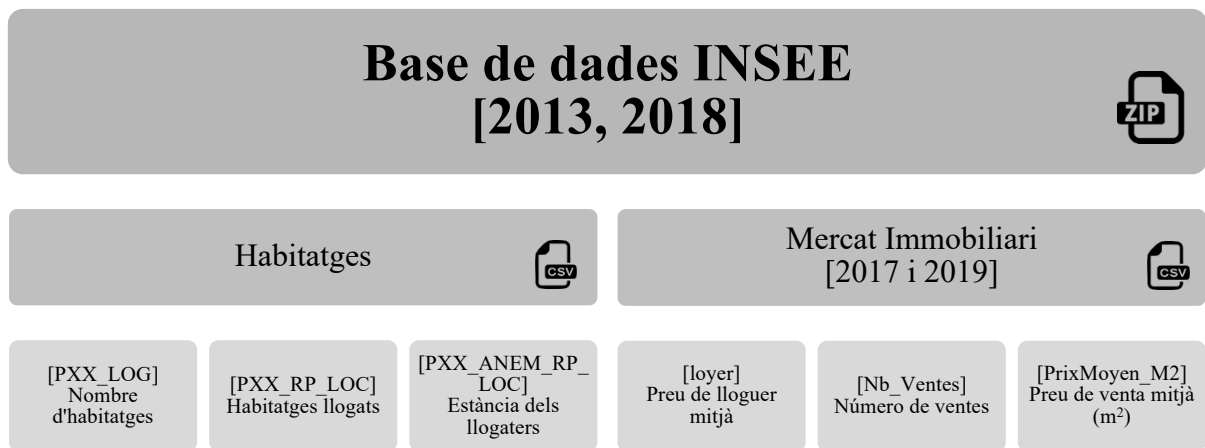 Base de dades INSEE
[2013, 2018]
ZIP
Habitatges
CSV
Mercat Immobiliari
[2017 i 2019]
CSV
[PXX_LOG]
Nombre
d'habitatges
[PXX_RP_LOC]
Habitatges llogats
[PXX_ANEM_RP_
LOC]
Estància dels
llogaters
[loyer]
Preu de lloguer
mitjà
[Nb_Ventes]
Número de ventes
[PrixMoyen_M2]
Preu de venta mitjà
(m²)